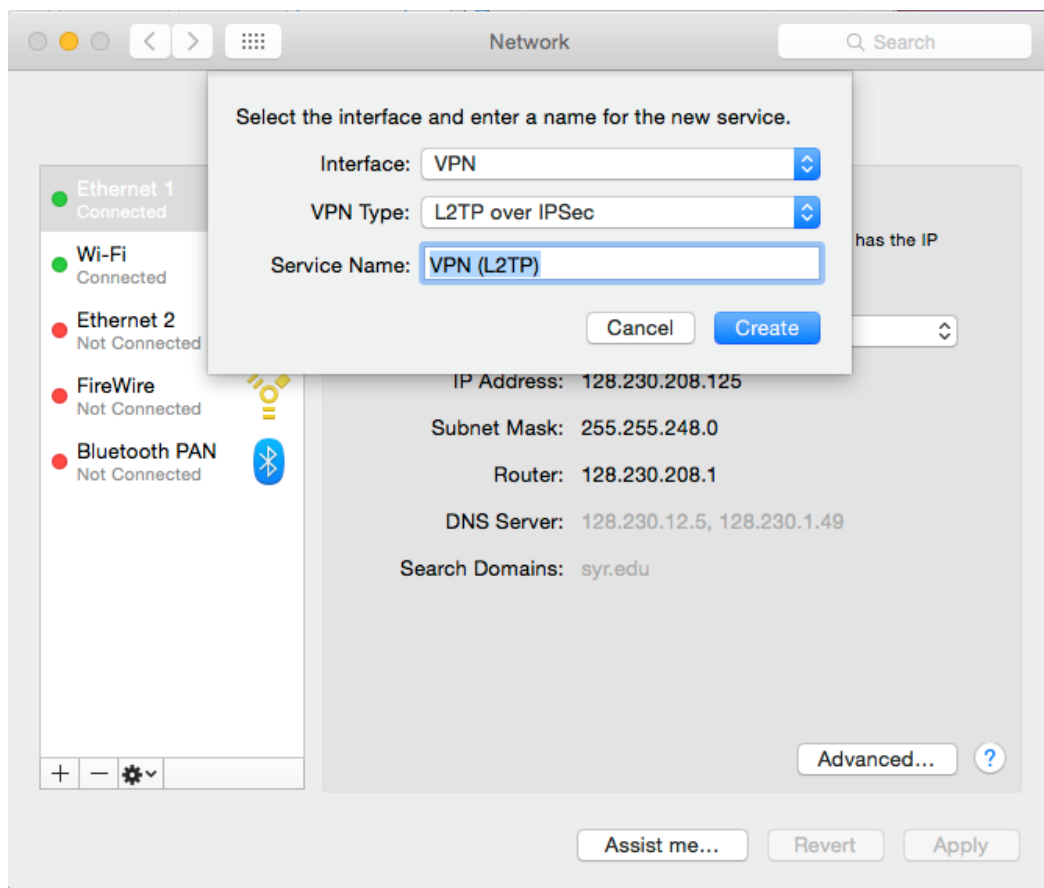 Network
Search
Select the interface and enter a name for the new service.
Interface: VPN
VPN Type: L2TP over IPSec
Service Name: VPN (L2TP)
Cancel Create
Ethernet 1
Connected
Wi-Fi
Connected
Ethernet 2
Not Connected
FireWire
Not Connected
Bluetooth PAN
Not Connected
has the IP
IP Address: 128.230.208.125
Subnet Mask: 255.255.248.0
Router: 128.230.208.1
DNS Server: 128.230.12.5, 128.230.1.49
Search Domains: syr.edu
Advanced... ?
Assist me... Revert Apply